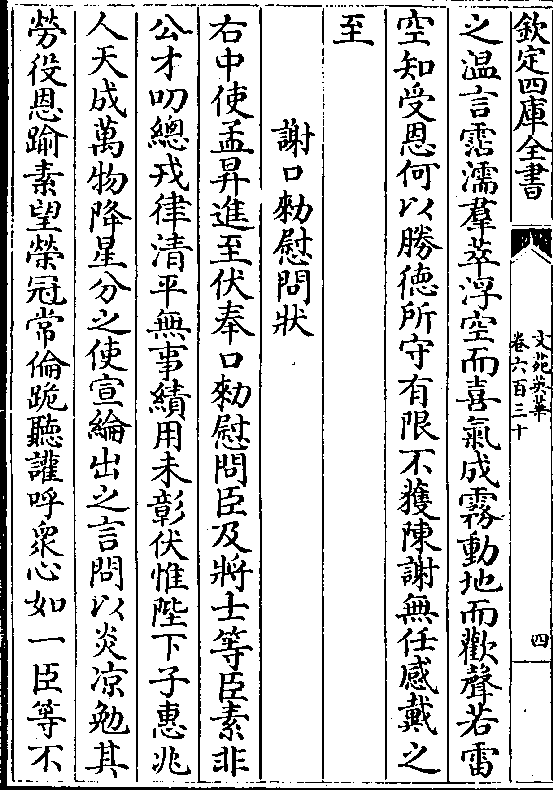 欽定四庫全書
文苑英華
卷六百三十
四
之温言霑濡羣萃浮空而喜氣成霧動地而歡聲若雷
空知受恩何以勝徳所守有限不獲陳謝無任感戴之
至
謝口勅慰問狀
右中使孟昇進至伏奉口勅慰問臣及將士等臣素非
公才叨總戎律清平無事績用未彰伏惟陛下子惠兆
人天成萬物降星分之使宣綸出之言問以炎凉勉其
勞役恩踰素望榮冠常倫跪聽讙呼衆心如一臣等不